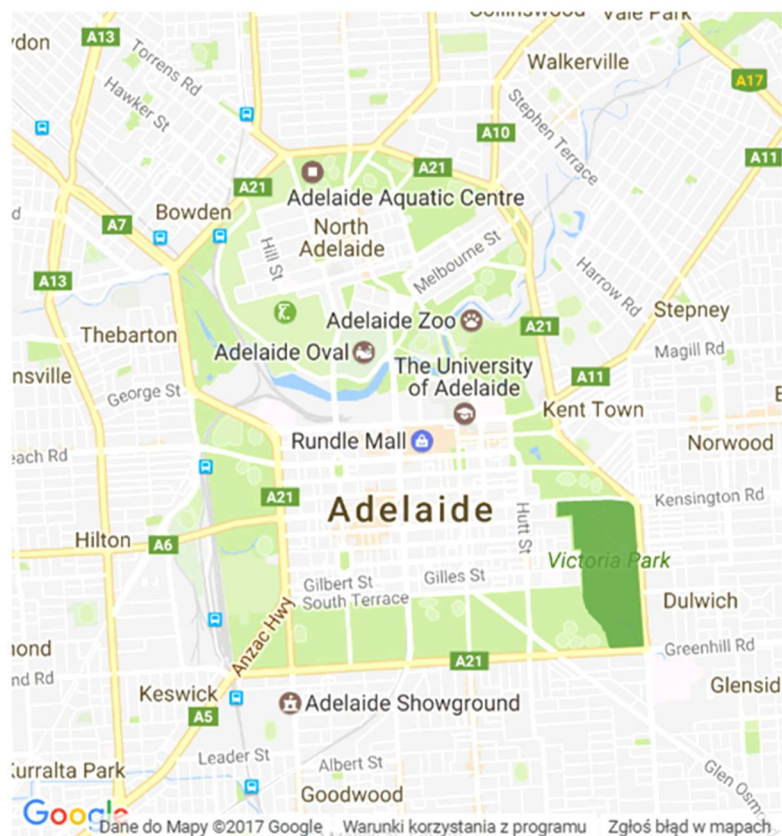 Collinswood
Vale Park
ydon
A13
Torrens Rd
Walkerville
A17
Hawker St
A10
Stephen Terrace
A11
A21
A21
Adelaide Aquatic Centre
Bowden
North
Adelaide
A7
Hill St
Melbourne St
A13
Harrow Rd
Stepney
Adelaide Zoo
A21
Thebarton
Adelaide Oval
Magill Rd
The University
of Adelaide
nsville
George St
A11
Kent Town
E
Rundle Mall
Norwood
each Rd
A21
Kensington Rd
Adelaide
Hutt St
Hilton
A6
Victoria Park
Gilbert St
Gilles St
South Terrace
Dulwich
Anzac Hwy
mond
Greenhill Rd
A21
nd Rd
Keswick
Glensid
A5
Adelaide Showground
Leader St
Albert St
Kurralta Park
Glen Osmo
Goodwood
Google
Dane do Mapy ©2017 Google
Warunki korzystania z programu
Zgłoś błąd w mapach